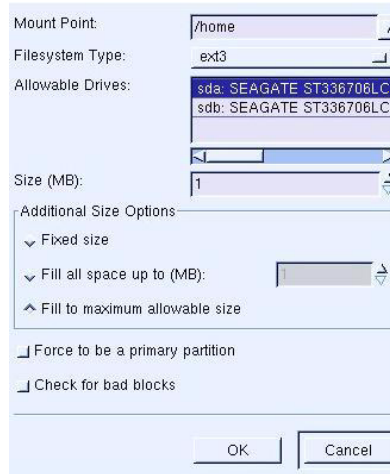 Mount Point: /home
Filesystem Type: ext3
Allowable Drives: sda: SEAGATE ST336706LC
sdb: SEAGATE ST336706LC
Size (MB): 1
Additional Size Options
Fixed size
Fill all space up to (MB): 1
Fill to maximum allowable size
Force to be a primary partition
Check for bad blocks
OK Cancel